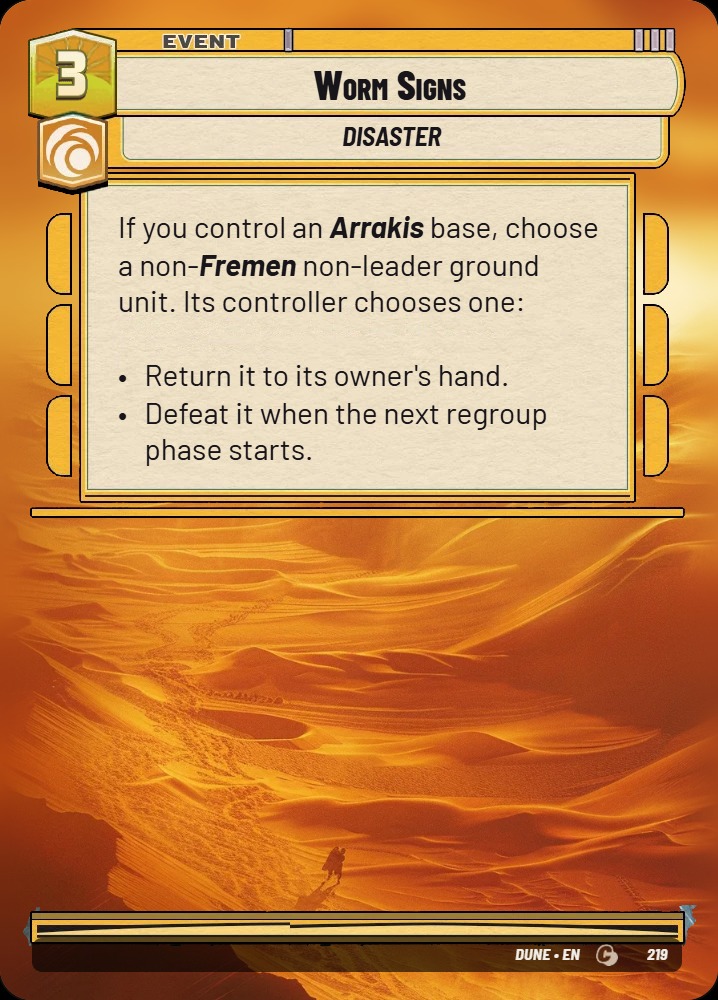 EVENT
3
Worm Signs
DISASTER
If you control an Arrakis base, choose
a non-Fremen non-leader ground
unit. Its controller chooses one:
• Return it to its owner's hand.
• Defeat it when the next regroup
phase starts.
DUNE • EN C 219